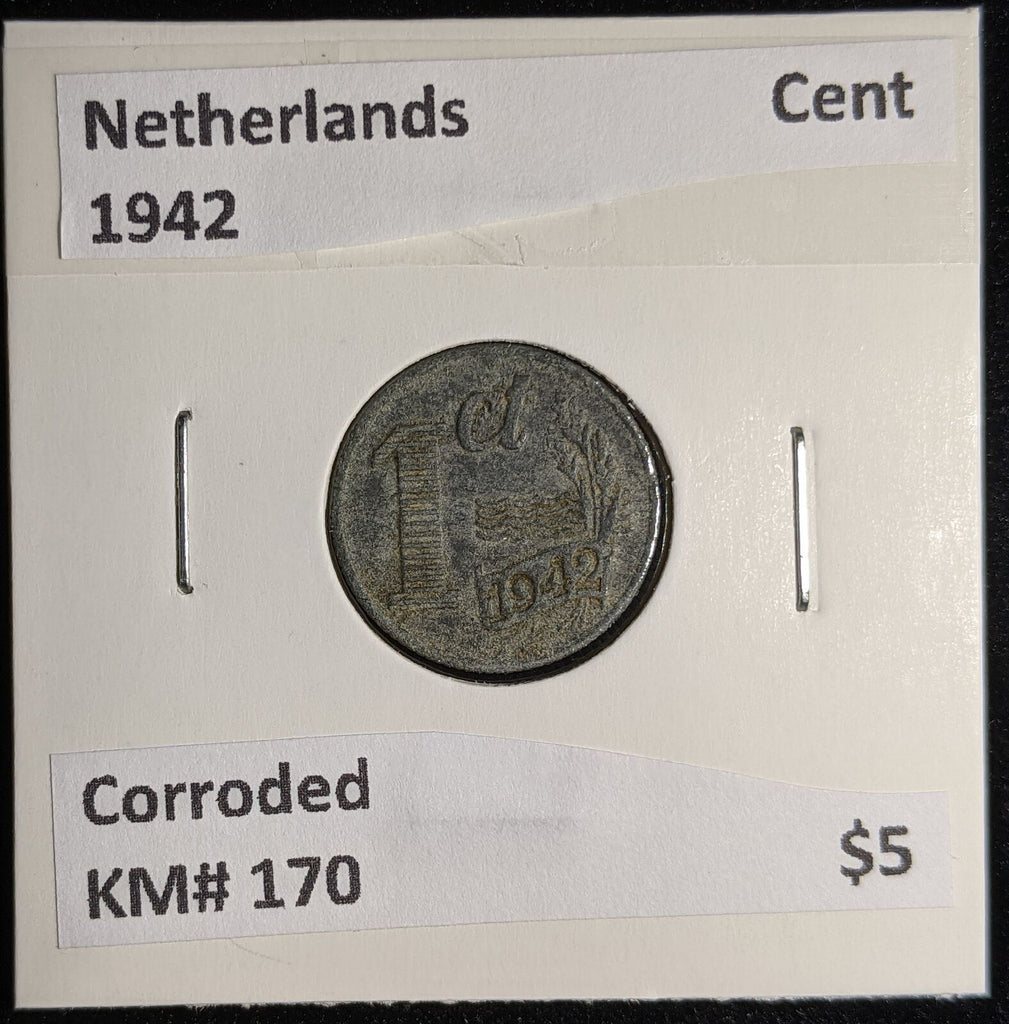 Netherlands Cent
1942
1 ct
1942
Corroded
KM# 170 $5